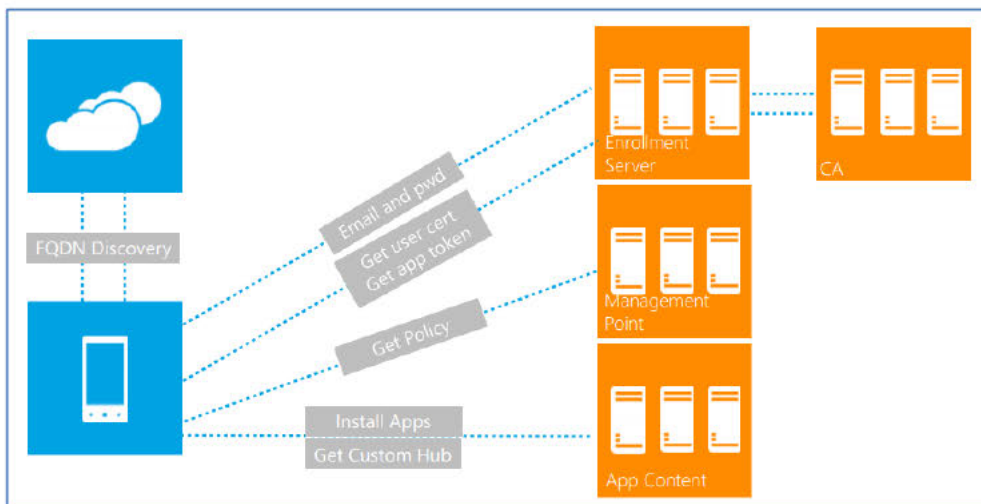 Enrollment
Server
CA
Email and pwd
FQDN Discovery
Get user cert
Get app token
Management
Point
Get Policy
Install Apps
Get Custom Hub
App Content